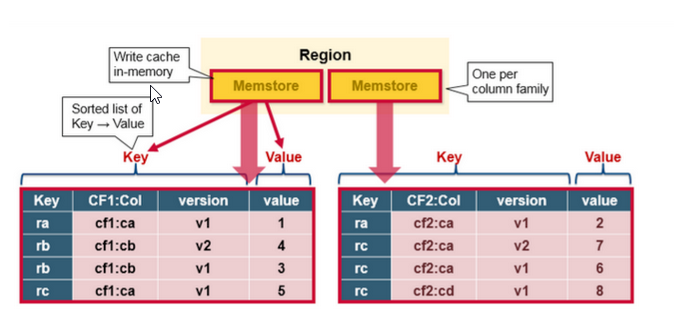 Region
Write cache
in-memory
Memstore
Memstore
One per
column family
Sorted list of
Key → Value
Key
Value
Key
Value
Key CF1:Col version value
ra cf1:ca v1 1
rb cf1:cb v2 4
rb cf1:cb v1 3
rc cf1:ca v1 5
Key CF2:Col version value
ra cf2:ca v1 2
rc cf2:ca v2 7
rc cf2:ca v1 6
rc cf2:cd v1 8